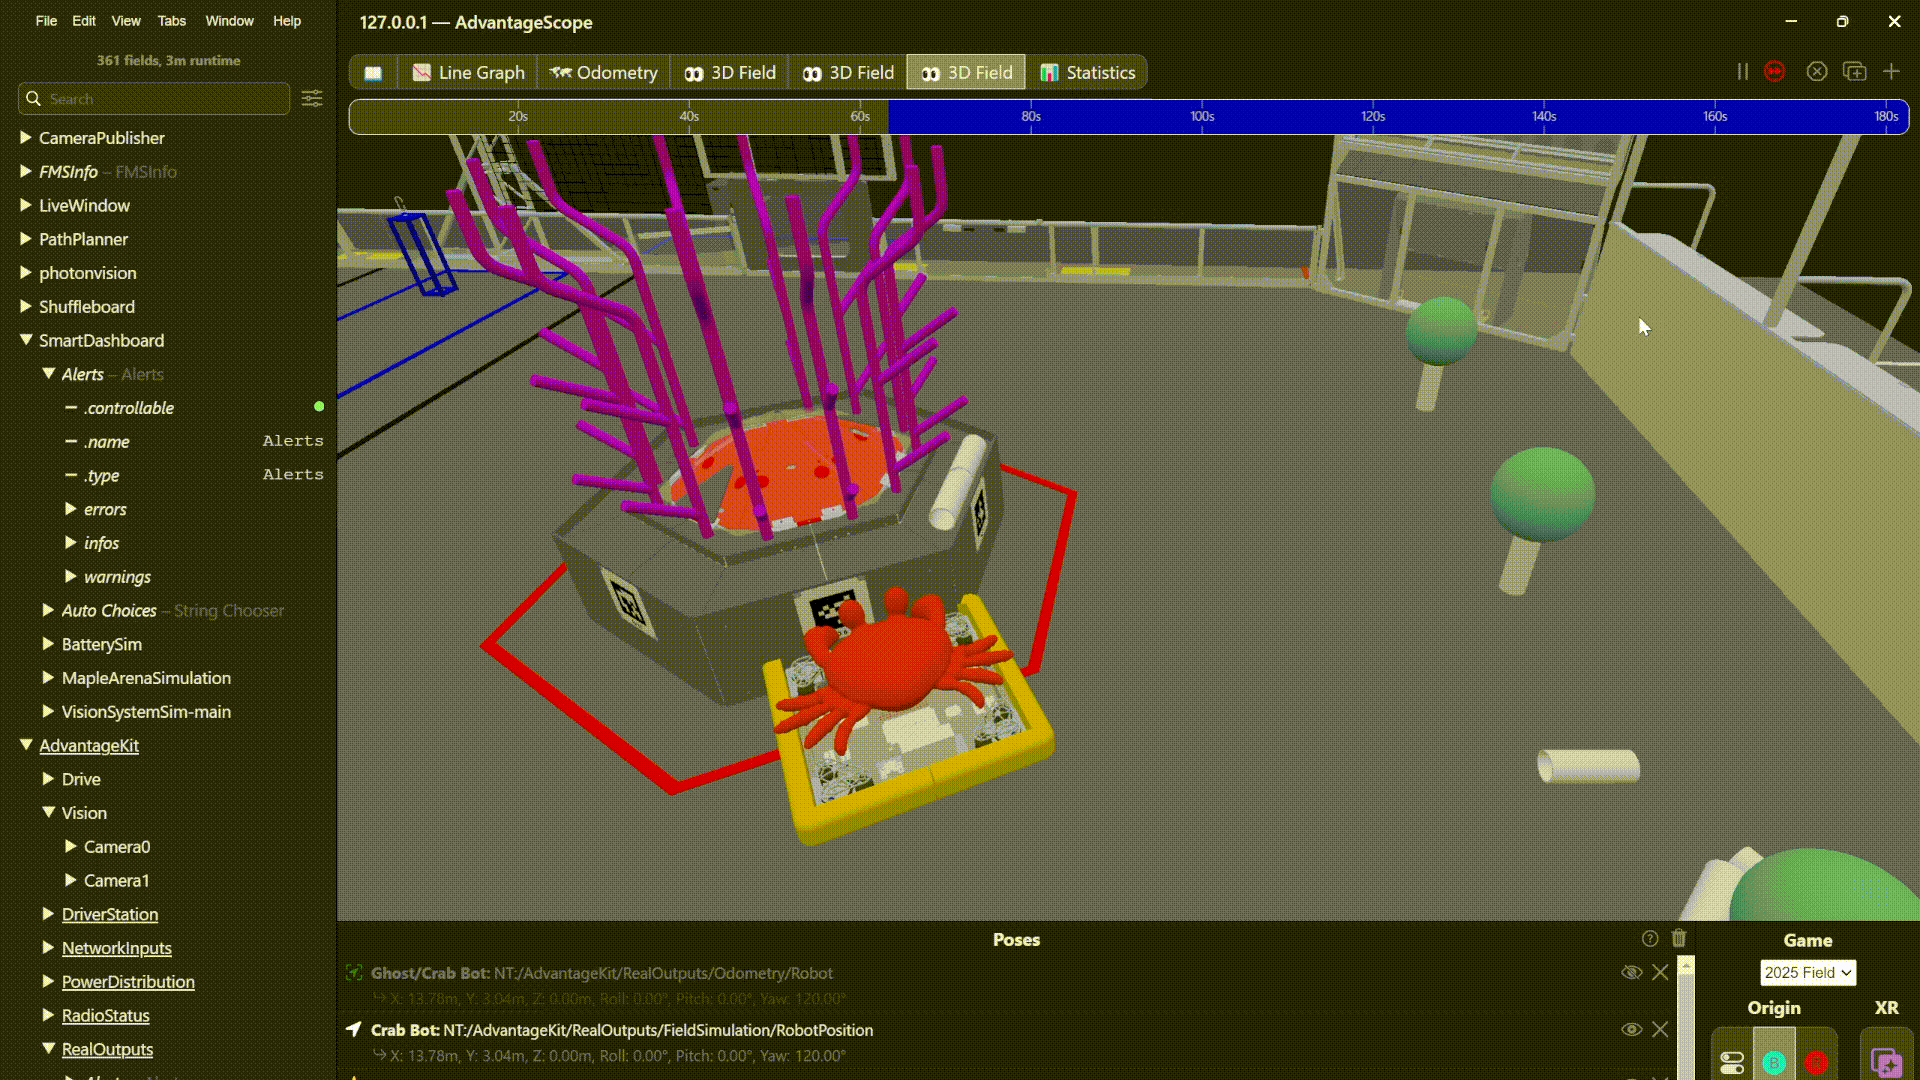 File Edit View Tabs Window Help
127.0.0.1 — AdvantageScope
361 fields, 3m runtime
Line Graph Odometry 3D Field 3D Field 3D Field Statistics
Search
20s 40s 60s 80s 100s 120s 140s 160s 180s
CameraPublisher
FMSInfo – FMSInfo
LiveWindow
PathPlanner
photonvision
Shuffleboard
SmartDashboard
Alerts – Alerts
.controllable
.name Alerts
.type Alerts
errors
infos
warnings
Auto Choices – String Chooser
BatterySim
MapleArenaSimulation
VisionSystemSim-main
AdvantageKit
Drive
Vision
Camera0
Camera1
DriverStation
NetworkInputs
PowerDistribution
RadioStatus
RealOutputs
Poses
Ghost/Crab Bot: NT:/AdvantageKit/RealOutputs/Odometry/Robot
X: 13.78m, Y: 3.04m, Z: 0.00m, Roll: 0.00°, Pitch: 0.00°, Yaw: 120.00°
Crab Bot: NT:/AdvantageKit/RealOutputs/FieldSimulation/RobotPosition
X: 13.78m, Y: 3.04m, Z: 0.00m, Roll: 0.00°, Pitch: 0.00°, Yaw: 120.00°
Game
2025 Field
Origin XR
B